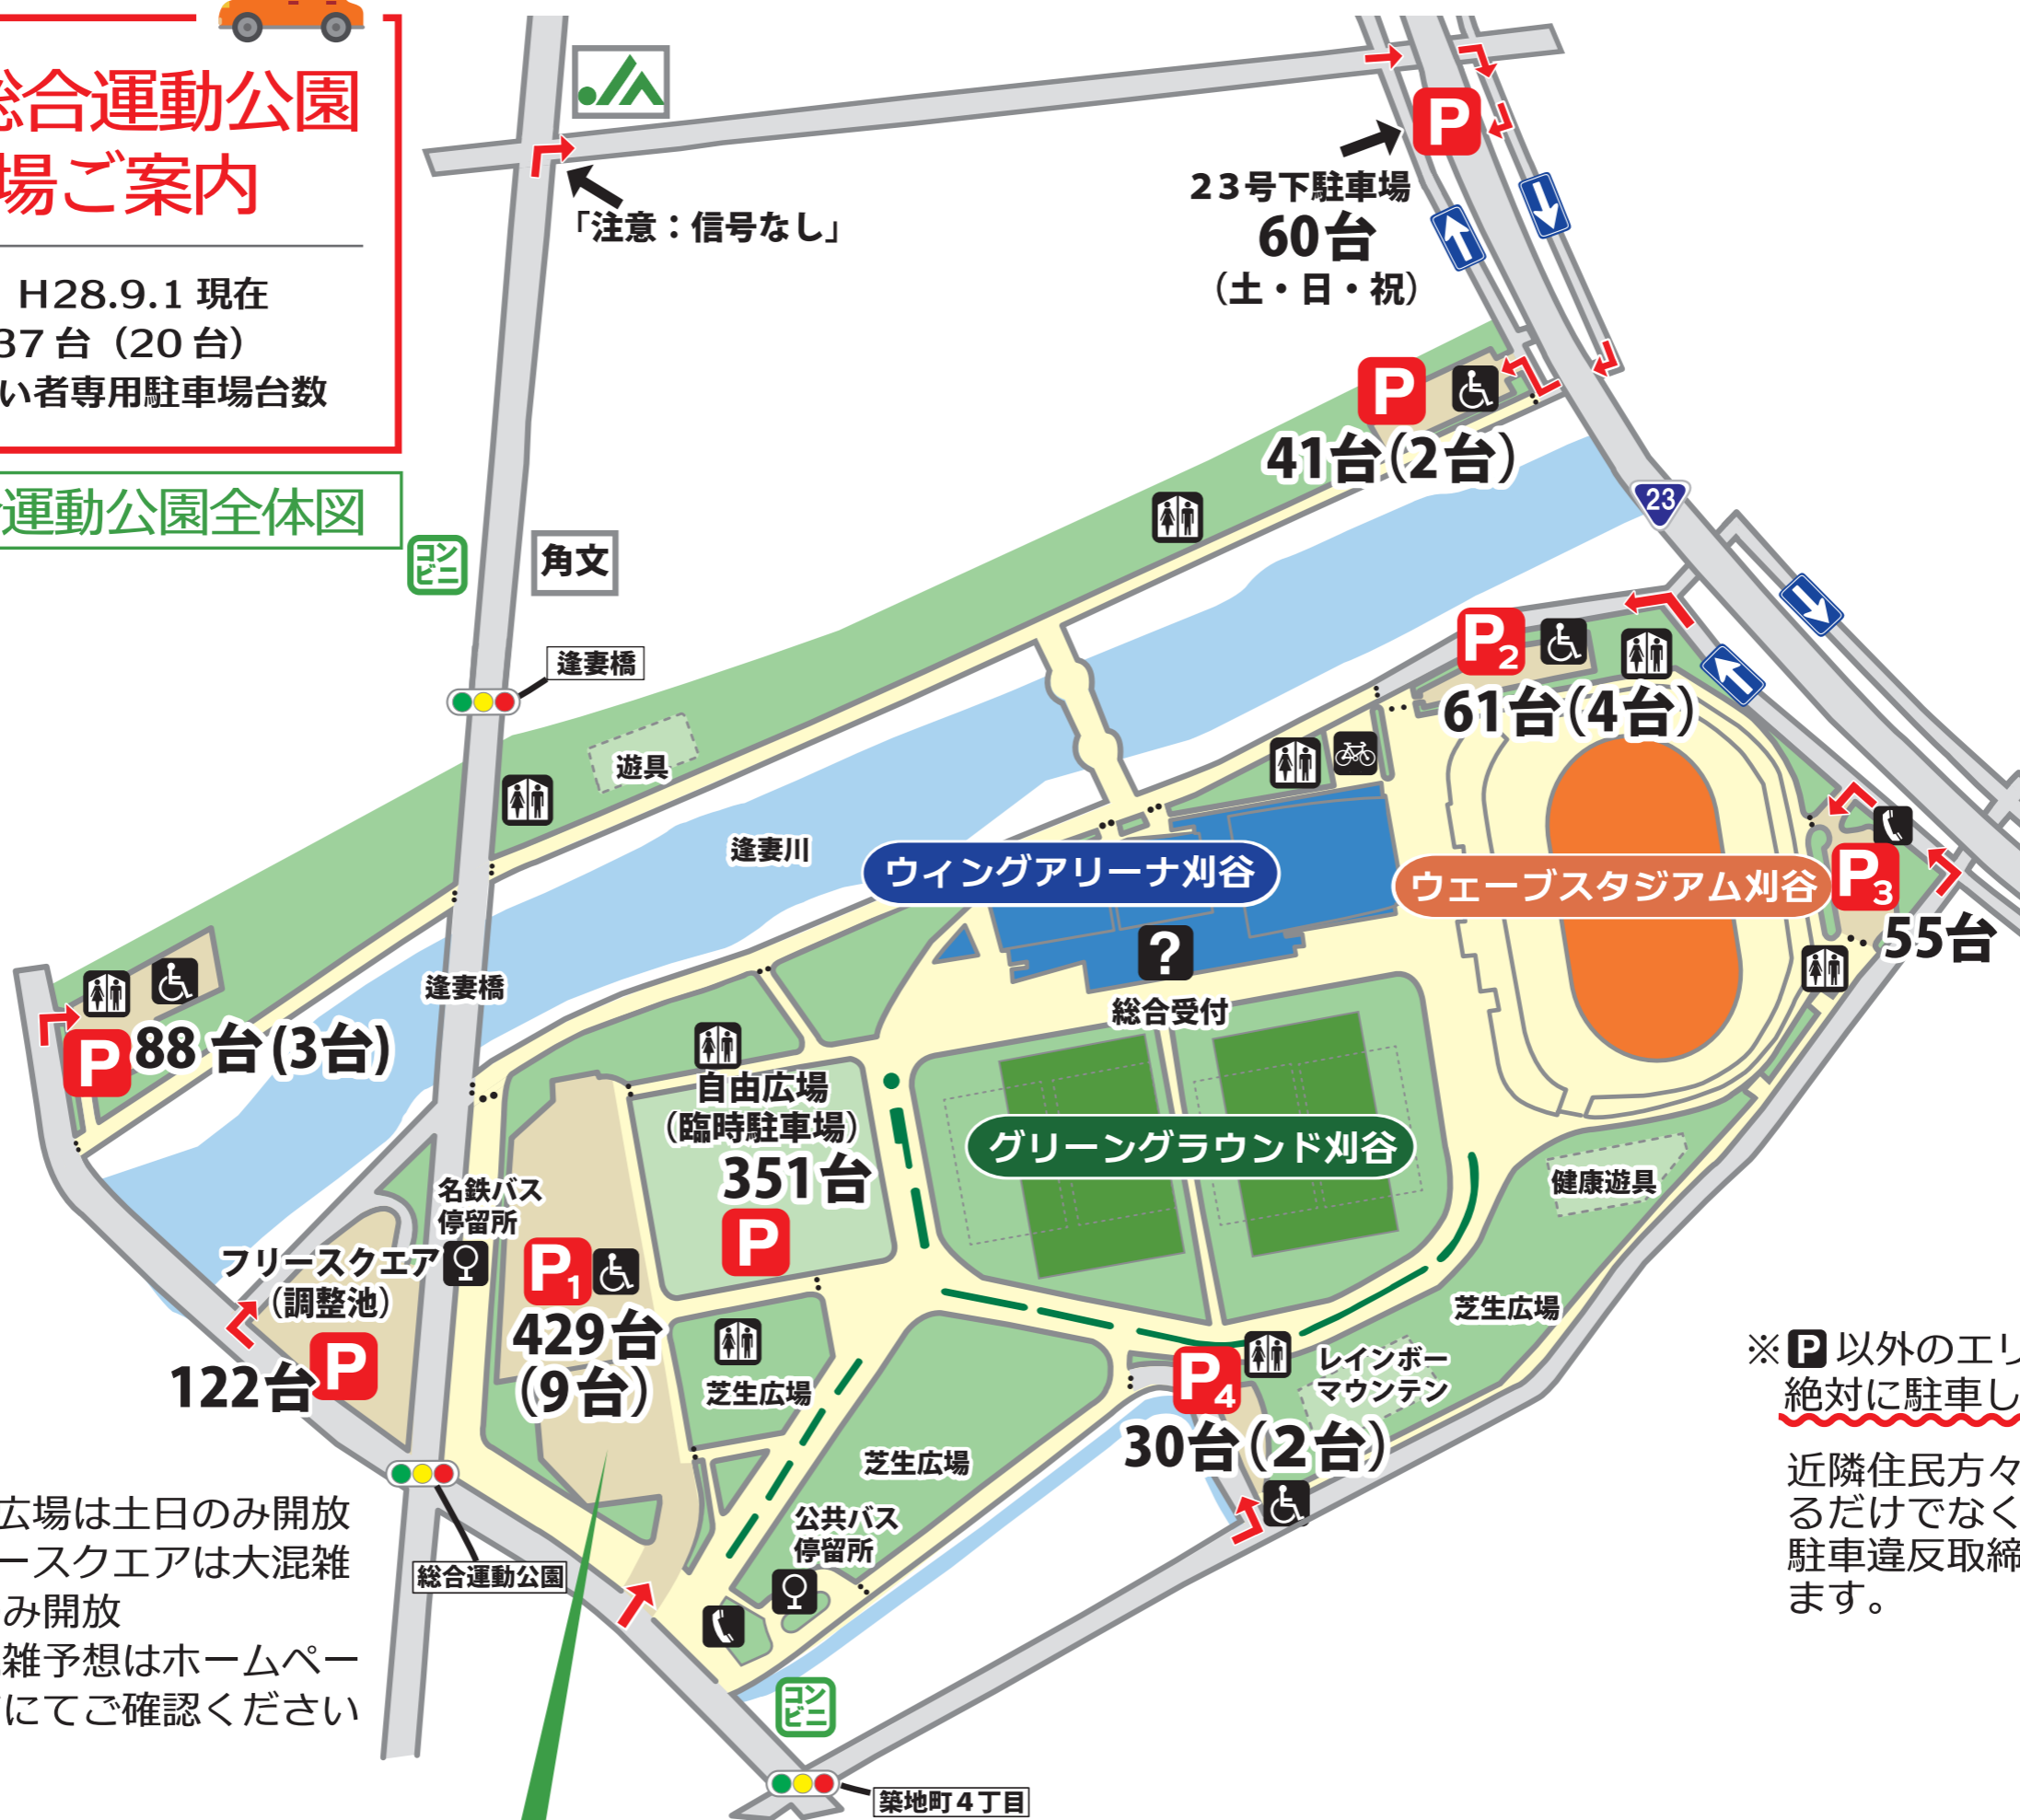 総合運動公園
場ご案内
H28.9.1 現在
37 台（20 台）
い者専用駐車場台数
運動公園全体図
「注意：信号なし」
P
２３号下駐車場
60台
（土・日・祝）
P
41台（2台）
23
コン
ビニ
角文
逢妻橋
P2
61台（4台）
遊具
逢妻川
ウィングアリーナ刈谷
ウェーブスタジアム刈谷
P3
55台
?
総合受付
逢妻橋
P
88 台 (3台)
自由広場
（臨時駐車場）
351台
P
グリーングラウンド刈谷
健康遊具
名鉄バス
停留所
フリースクエア
（調整池）
122台
P
P1
429台
（9台）
芝生広場
芝生広場
芝生広場
レインボー
マウンテン
P4
30台（2台）
公共バス
停留所
総合運動公園
コン
ビニ
築地町４丁目
広場は土日のみ開放
ースクエアは大混雑
み開放
雑予想はホームペー
にてご確認ください
※P 以外のエリ
絶対に駐車し
近隣住民方々
るだけでなく
駐車違反取締
ます。